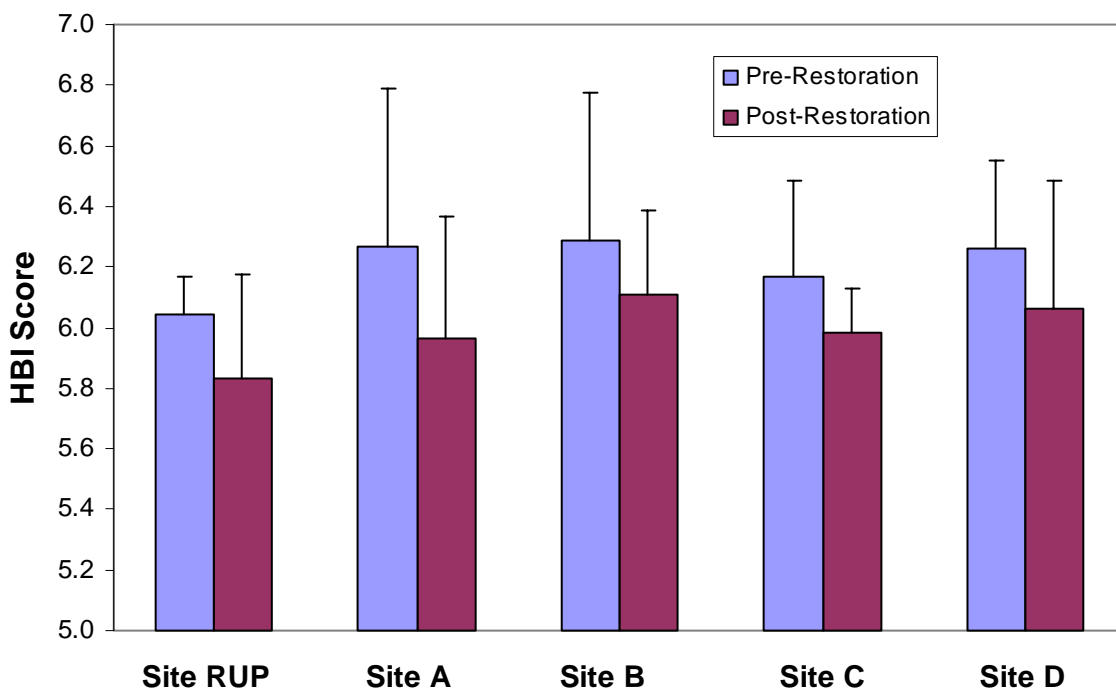 7.0
6.8
6.6
6.4
6.2
6.0
5.8
5.6
5.4
5.2
5.0
HBI Score
Pre-Restoration
Post-Restoration
Site RUP Site A Site B Site C Site D